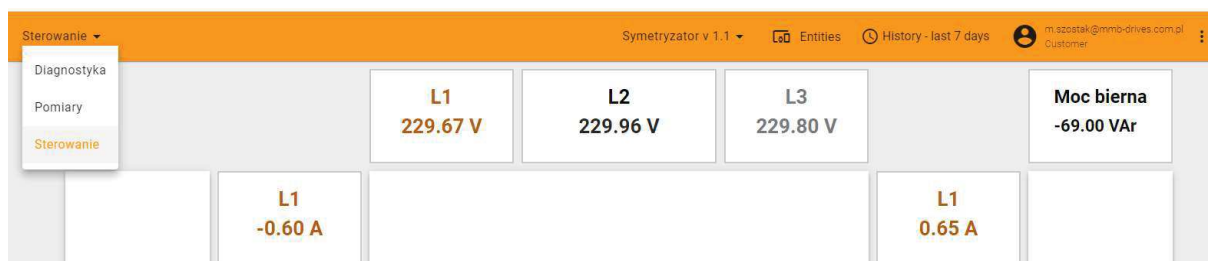 Sterowanie
Symetryzator v 1.1
Entities
History - last 7 days
m.szostak@mmb-drives.com.pl
Customer
Diagnostyka
Pomiary
Sterowanie
L1
229.67 V
L2
229.96 V
L3
229.80 V
Moc bierna
-69.00 VAr
L1
-0.60 A
L1
0.65 A